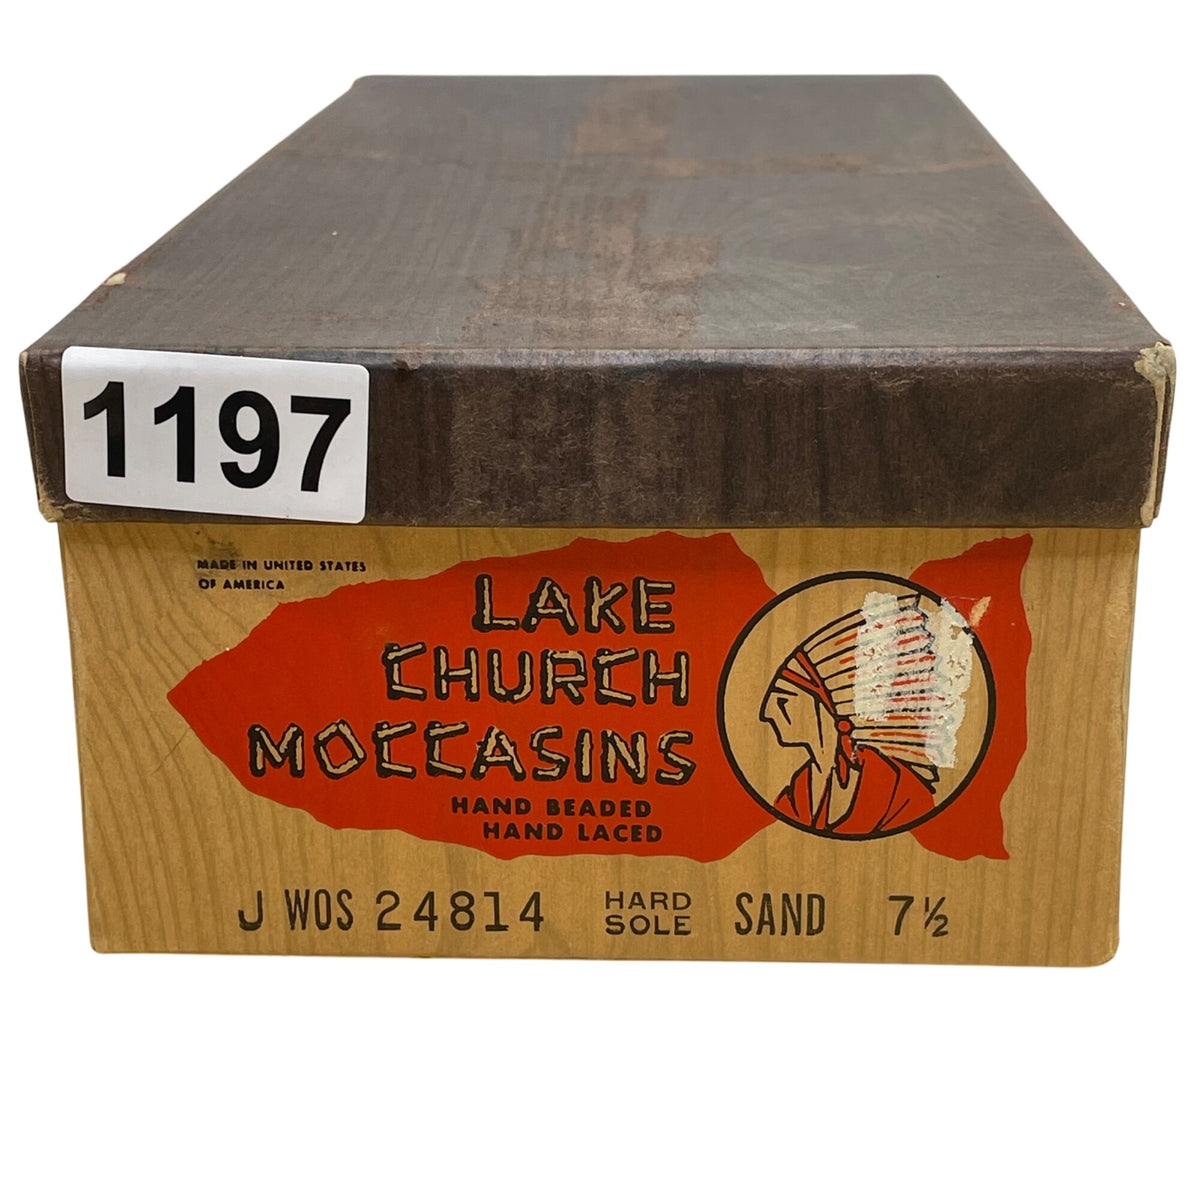 1197
MADE IN UNITED STATES
OF AMERICA
LAKE
CHURCH
MOCCASINS
HAND BEADED
HAND LACED
J WOS 24814 HARD SOLE SAND 7½